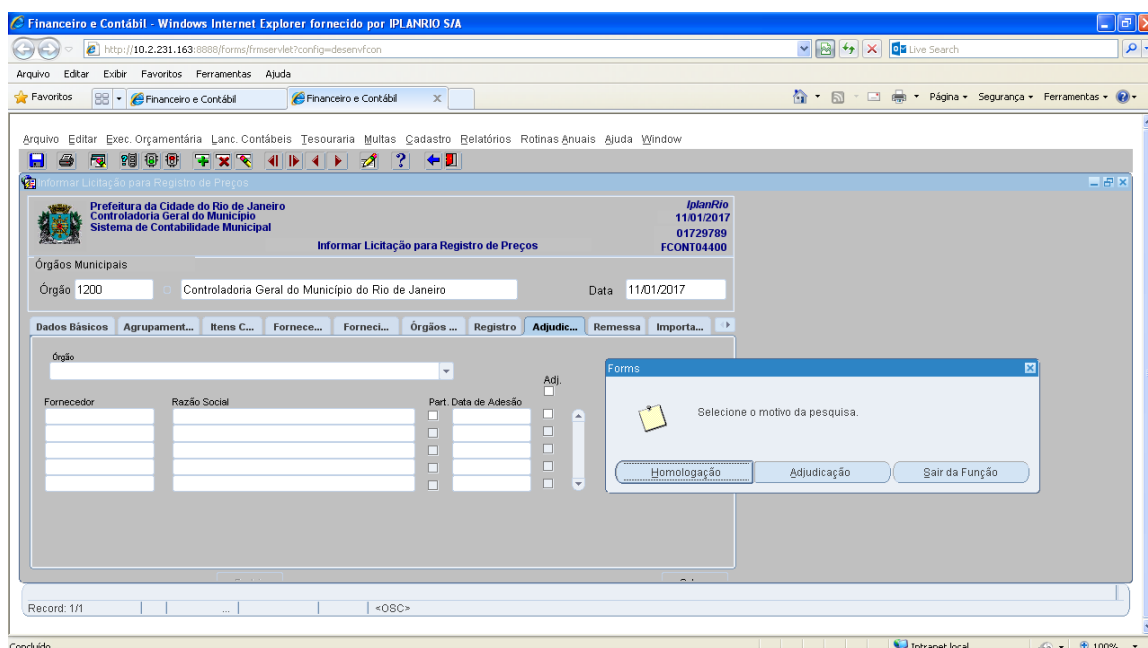 Financeiro e Contábil - Windows Internet Explorer fornecido por IPLANRIO S/A
http://10.2.231.163:8888/forms/frmservlet?config=desenvfcon
Live Search
Arquivo Editar Exibir Favoritos Ferramentas Ajuda
Favoritos Financeiro e Contábil Financeiro e Contábil Página Segurança Ferramentas
Arquivo Editar Exec. Orçamentária Lanc. Contábeis Tesouraria Multas Cadastro Relatórios Rotinas Anuais Ajuda Window
Informar Licitação para Registro de Preços
Prefeitura da Cidade do Rio de Janeiro IplanRio
Controladoria Geral do Município 11/01/2017
Sistema de Contabilidade Municipal 01729789
Informar Licitação para Registro de Preços FCONT04400
Órgãos Municipais
Órgão 1200 Controladoria Geral do Município do Rio de Janeiro Data 11/01/2017
Dados Básicos Agrupament... Itens C... Fornece... Forneci... Órgãos ... Registro Adjudic... Remessa Importa...
Órgão
Adj.
Fornecedor Razão Social Part. Data de Adesão
Forms
Selecione o motivo da pesquisa.
Homologação Adjudicação Sair da Função
Record: 1/1 ... <OSC>
Concluído Intranet local 100%